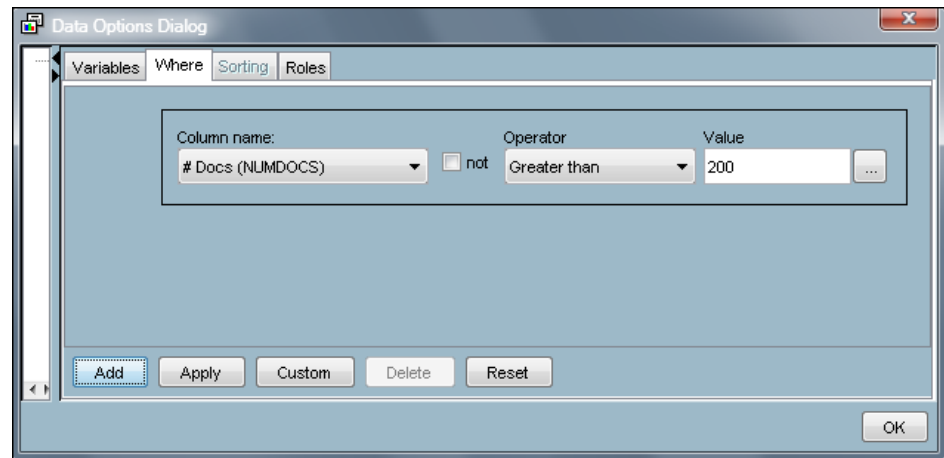 Data Options Dialog
Variables Where Sorting Roles
Column name: Operator Value
# Docs (NUMDOCS) not Greater than 200 ...
Add Apply Custom Delete Reset
OK